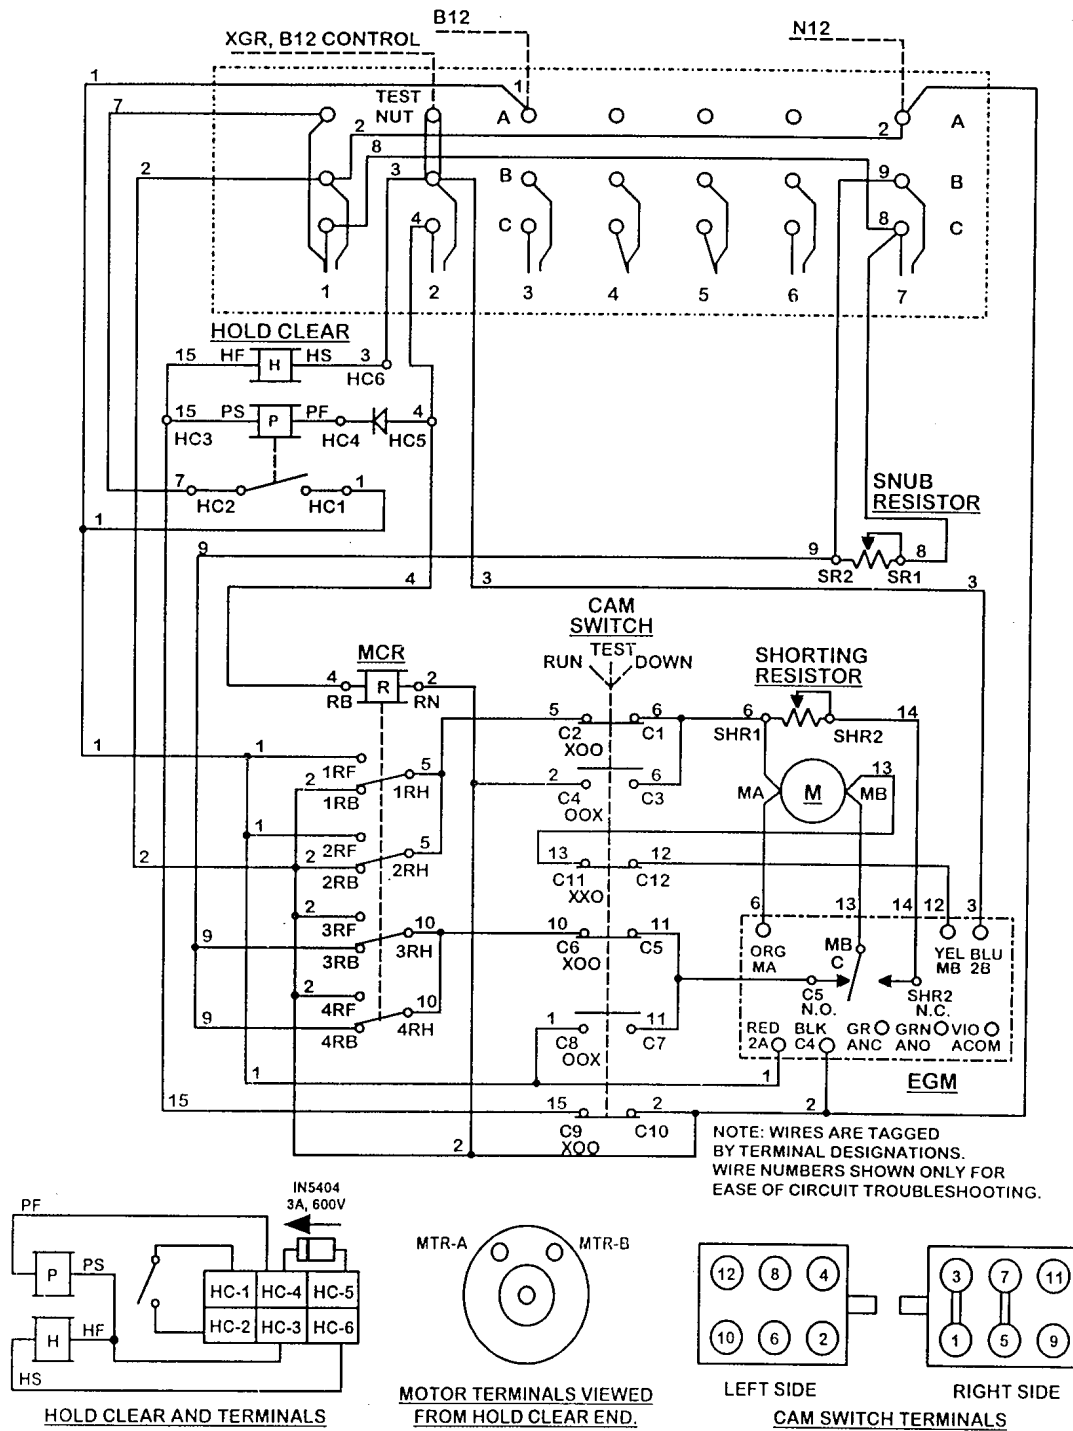 B12
N12
XGR, B12 CONTROL
1
1
7
TEST
NUT
A
2
A
2
8
2
3
B
9
B
4
C
8
C
1
2
3
4
5
6
7
HOLD CLEAR
15 HF H HS 3
HC6
15 PS P PF 4
HC3 HC4 HC5
7 1
HC2 HC1
SNUB
RESISTOR
1
9 9 8
SR2 SR1
4 3 3
CAM
SWITCH
TEST
RUN DOWN
MCR
SHORTING
RESISTOR
4 R 2
RB RN
5 6 6 14
C2 C1 SHR1 SHR2
XOO
1 1
1RF 5
2 1RH
1RB
2 6
C4 C3
OOX
MA M MB 13
1
2RF 5
2 2 2RH
2RB
13 12
C11 C12
XXO
2
3RF 10
9 3RH
3RB
10 11
C6 C5
XOO
6 13 14 12 3
ORG
MA
MB
C
YEL
MB
BLU
2B
C5
N.O.
SHR2
N.C.
2
4RF 10
9 4RH
4RB
1 11
C8 C7
OOX
RED
2A
BLK
C4
GR
ANC
GRN
ANO
VIO
ACOM
1 1
EGM
15 15 2 2
C9 C10
XOO
2
NOTE: WIRES ARE TAGGED
BY TERMINAL DESIGNATIONS.
WIRE NUMBERS SHOWN ONLY FOR
EASE OF CIRCUIT TROUBLESHOOTING.
PF
IN5404
3A, 600V
P PS
HC-1 HC-4 HC-5
H HF
HC-2 HC-3 HC-6
HS
HOLD CLEAR AND TERMINALS
MTR-A MTR-B
MOTOR TERMINALS VIEWED
FROM HOLD CLEAR END.
12 8 4
10 6 2
LEFT SIDE
3 7 11
1 5 9
RIGHT SIDE
CAM SWITCH TERMINALS